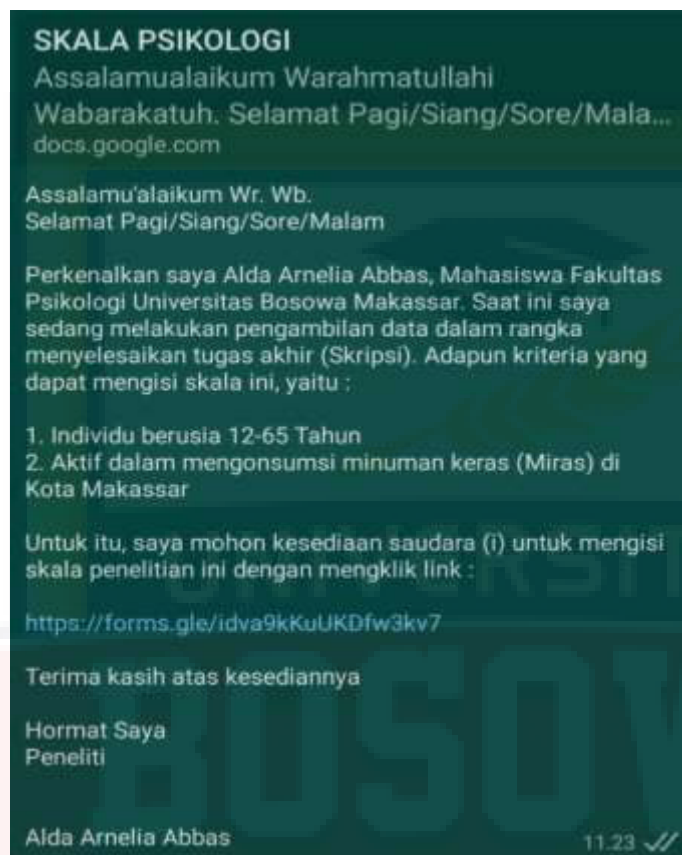 SKALA PSIKOLOGI
Assalamualaikum Warahmatullahi
Wabarakatuh. Selamat Pagi/Siang/Sore/Mala...
docs.google.com
Assalamu'alaikum Wr. Wb.
Selamat Pagi/Siang/Sore/Malam
Perkenalkan saya Alda Arnelia Abbas, Mahasiswa Fakultas
Psikologi Universitas Bosowa Makassar. Saat ini saya
sedang melakukan pengambilan data dalam rangka
menyelesaikan tugas akhir (Skripsi). Adapun kriteria yang
dapat mengisi skala ini, yaitu :
1. Individu berusia 12-65 Tahun
2. Aktif dalam mengonsumsi minuman keras (Miras) di
Kota Makassar
Untuk itu, saya mohon kesediaan saudara (i) untuk mengisi
skala penelitian ini dengan mengklik link :
https://forms.gle/idva9kKuUKDfw3kv7
Terima kasih atas kesediannya
Hormat Saya
Peneliti
Alda Arnelia Abbas
11.23
UNIVERSIT
BOSOW